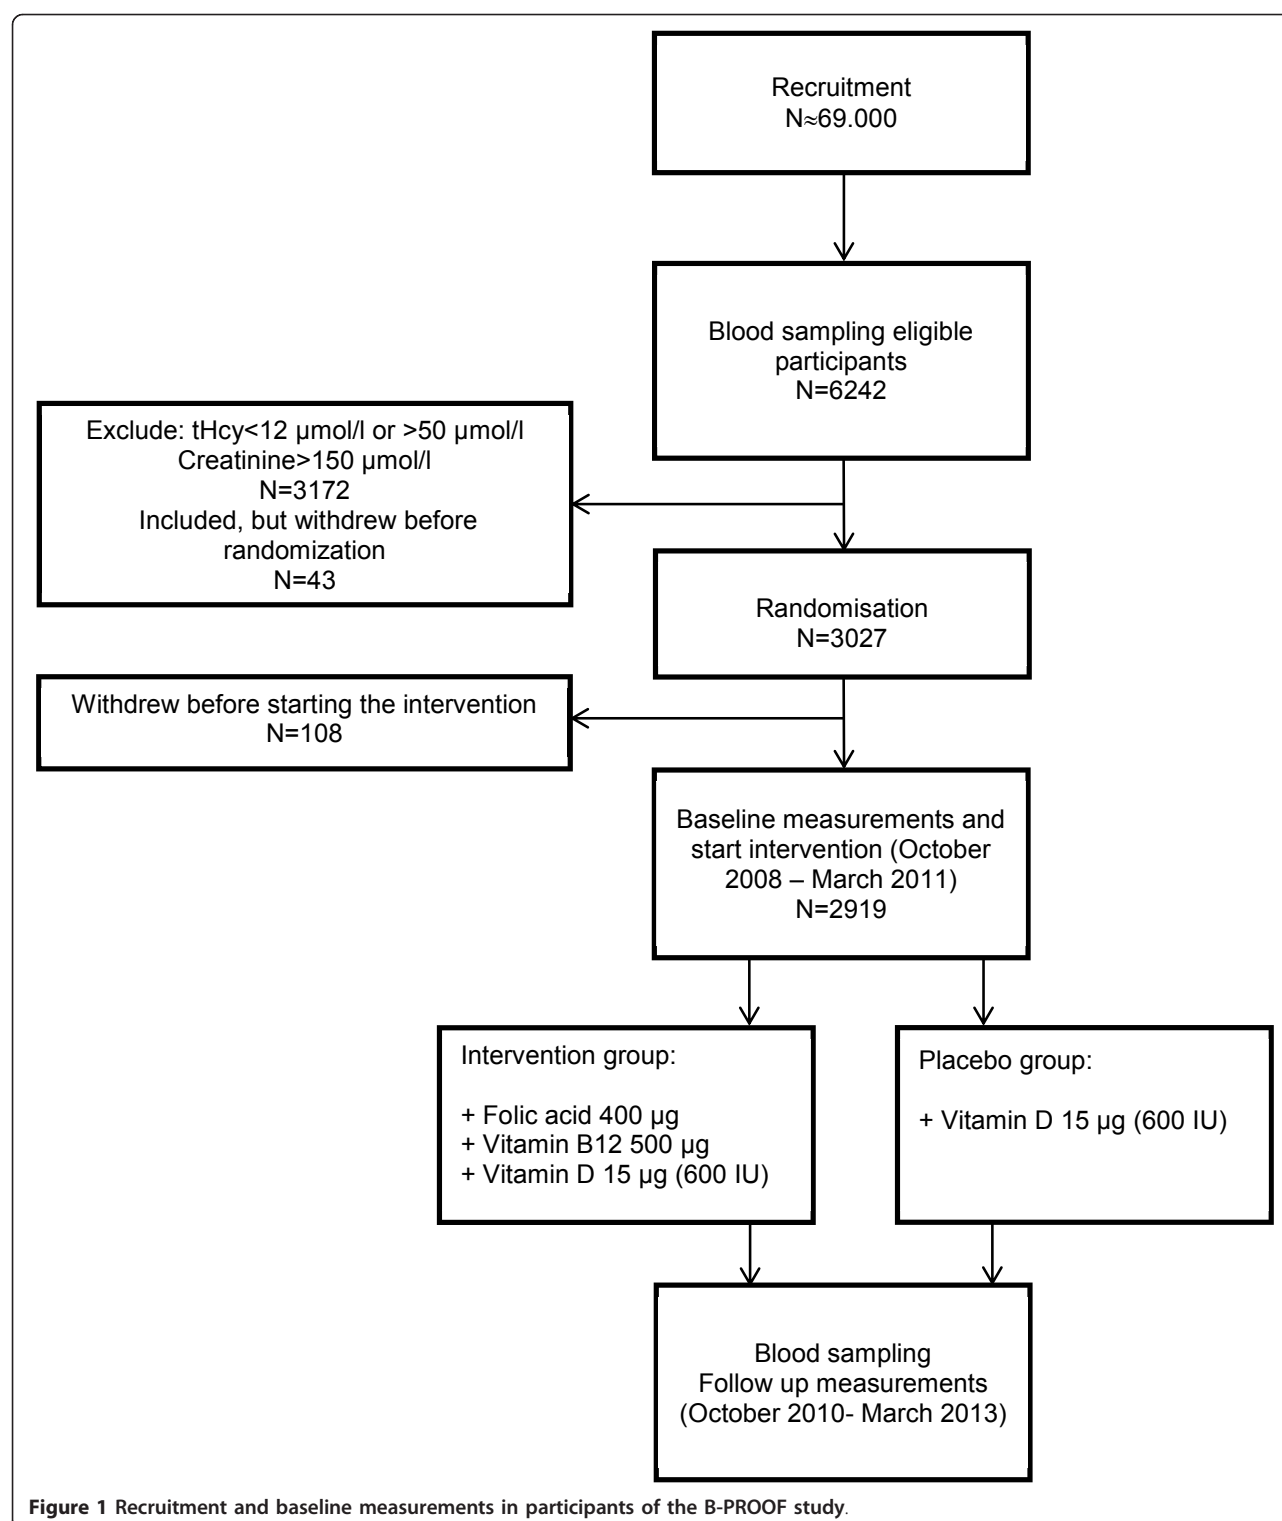 Recruitment
N≈69.000
Blood sampling eligible
participants
N=6242
Exclude: tHcy<12 µmol/l or >50 µmol/l
Creatinine>150 µmol/l
N=3172
Included, but withdrew before
randomization
N=43
Randomisation
N=3027
Withdrew before starting the intervention
N=108
Baseline measurements and
start intervention (October
2008 – March 2011)
N=2919
Intervention group:
+ Folic acid 400 µg
+ Vitamin B12 500 µg
+ Vitamin D 15 µg (600 IU)
Placebo group:
+ Vitamin D 15 µg (600 IU)
Blood sampling
Follow up measurements
(October 2010- March 2013)
Figure 1 Recruitment and baseline measurements in participants of the B-PROOF study.